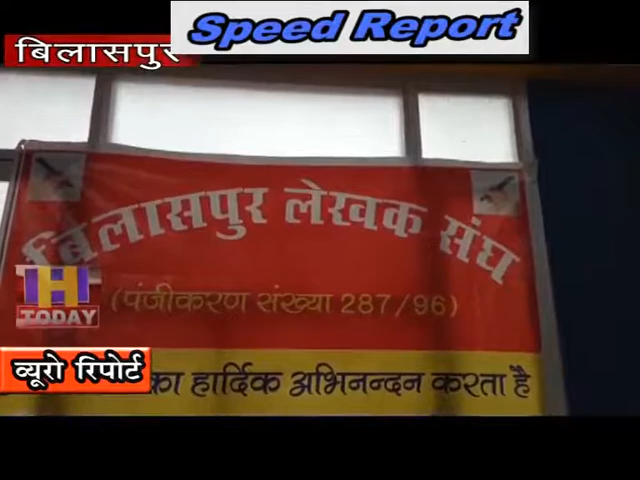 Speed Report
बिलासपुर
बिलासपुर लेखक संघ
(पंजीकरण संख्या 287/96)
H
TODAY
व्यूरो रिपोर्ट
का हार्दिक अभिनन्दन करता है